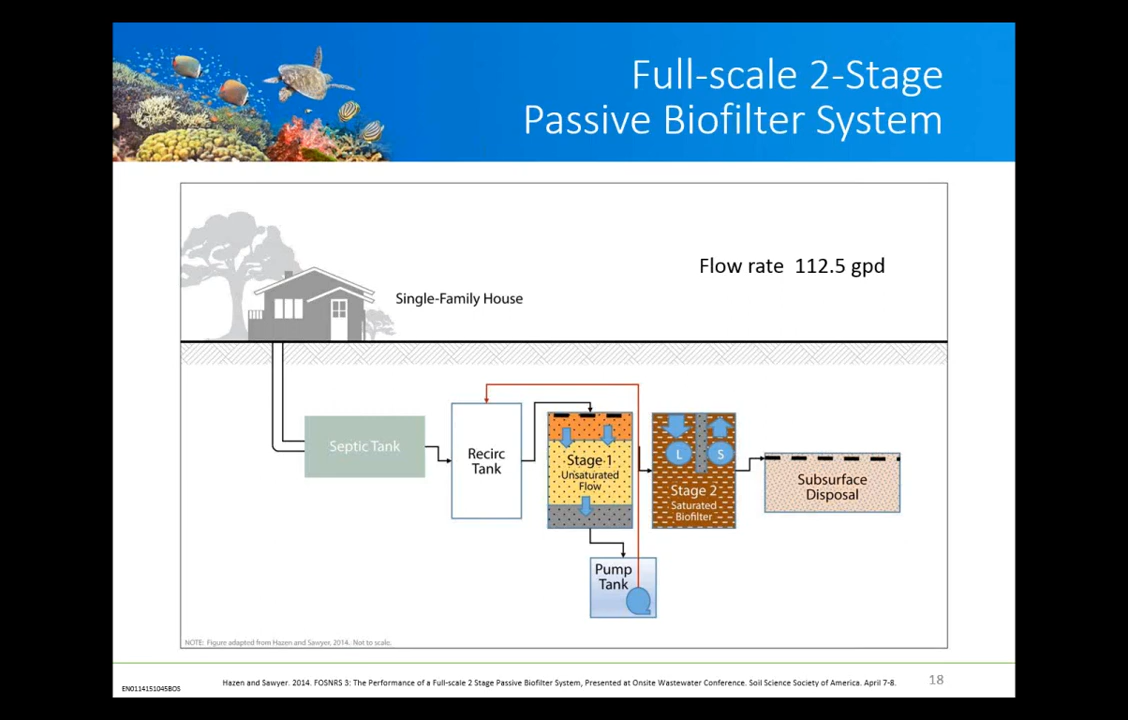 Full-scale 2-Stage
Passive Biofilter System
Flow rate 112.5 gpd
Single-Family House
Septic Tank
Recirc
Tank
Stage 1
Unsaturated
Flow
L
S
Stage 2
Saturated
Biofilter
Subsurface
Disposal
Pump
Tank
NOTE: Figure adapted from Hazen and Sawyer, 2014. Not to scale.
EN0114151045BOS
Hazen and Sawyer. 2014. FOSNRS 3: The Performance of a Full-scale 2 Stage Passive Biofilter System, Presented at Onsite Wastewater Conference. Soil Science Society of America. April 7-8.
18